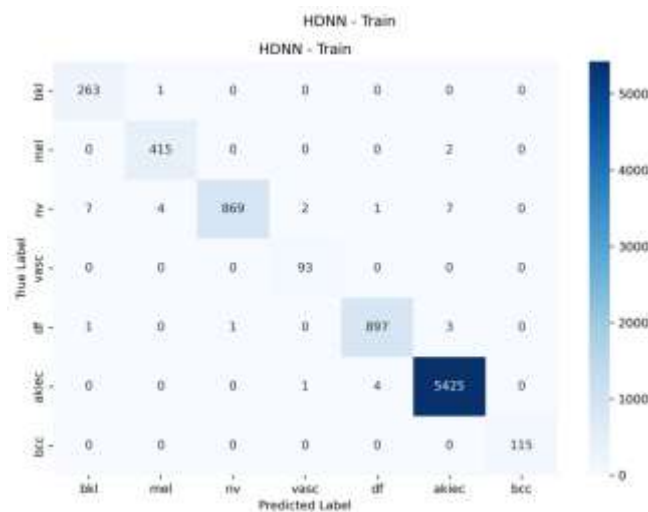 HDNN - Train
HDNN - Train
bkl 263 1 0 0 0 0 0
mel 0 415 0 0 0 2 0
nv 7 4 869 2 1 7 0
vasc 0 0 0 93 0 0 0
df 1 0 1 0 897 3 0
akiec 0 0 0 1 4 5425 0
bcc 0 0 0 0 0 0 115
bkl mel nv vasc df akiec bcc
True Label
Predicted Label
5000
4000
3000
2000
1000
0